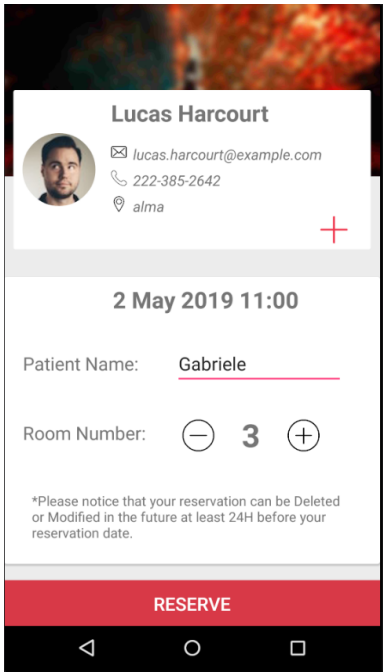 Lucas Harcourt
lucas.harcourt@example.com
222-385-2642
alma
2 May 2019 11:00
Patient Name: Gabriele
Room Number: 3
*Please notice that your reservation can be Deleted
or Modified in the future at least 24H before your
reservation date.
RESERVE